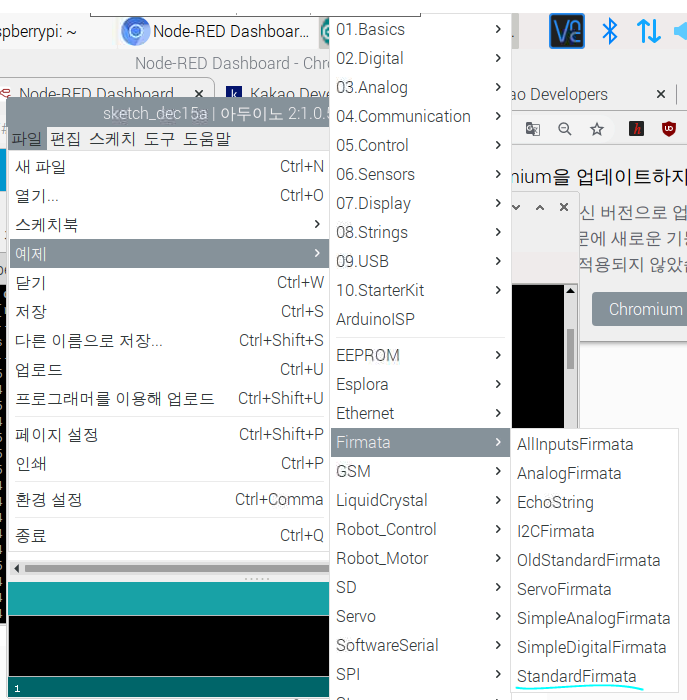 spberrypi: ~
Node-RED Dashboar...
Node-RED Dashboard - Chr
Node-RED Dashboard
Kakao Deve
ao Developers
sketch_dec15a | 아두이노 2:1.0.5
파일 편집 스케치 도구 도움말
새 파일 Ctrl+N
열기... Ctrl+O
스케치북
예제
닫기 Ctrl+W
저장 Ctrl+S
다른 이름으로 저장... Ctrl+Shift+S
업로드 Ctrl+U
프로그래머를 이용해 업로드 Ctrl+Shift+U
페이지 설정 Ctrl+Shift+P
인쇄 Ctrl+P
환경 설정 Ctrl+Comma
종료 Ctrl+Q
1
01.Basics
02.Digital
03.Analog
04.Communication
05.Control
06.Sensors
07.Display
08.Strings
09.USB
10.StarterKit
ArduinoISP
EEPROM
Esplora
Ethernet
Firmata
GSM
LiquidCrystal
Robot_Control
Robot_Motor
SD
Servo
SoftwareSerial
SPI
AllInputsFirmata
AnalogFirmata
EchoString
I2CFirmata
OldStandardFirmata
ServoFirmata
SimpleAnalogFirmata
SimpleDigitalFirmata
StandardFirmata
mium을 업데이트하지
신 버전으로 업
문에 새로운 기능
적용되지 않았습
Chromium